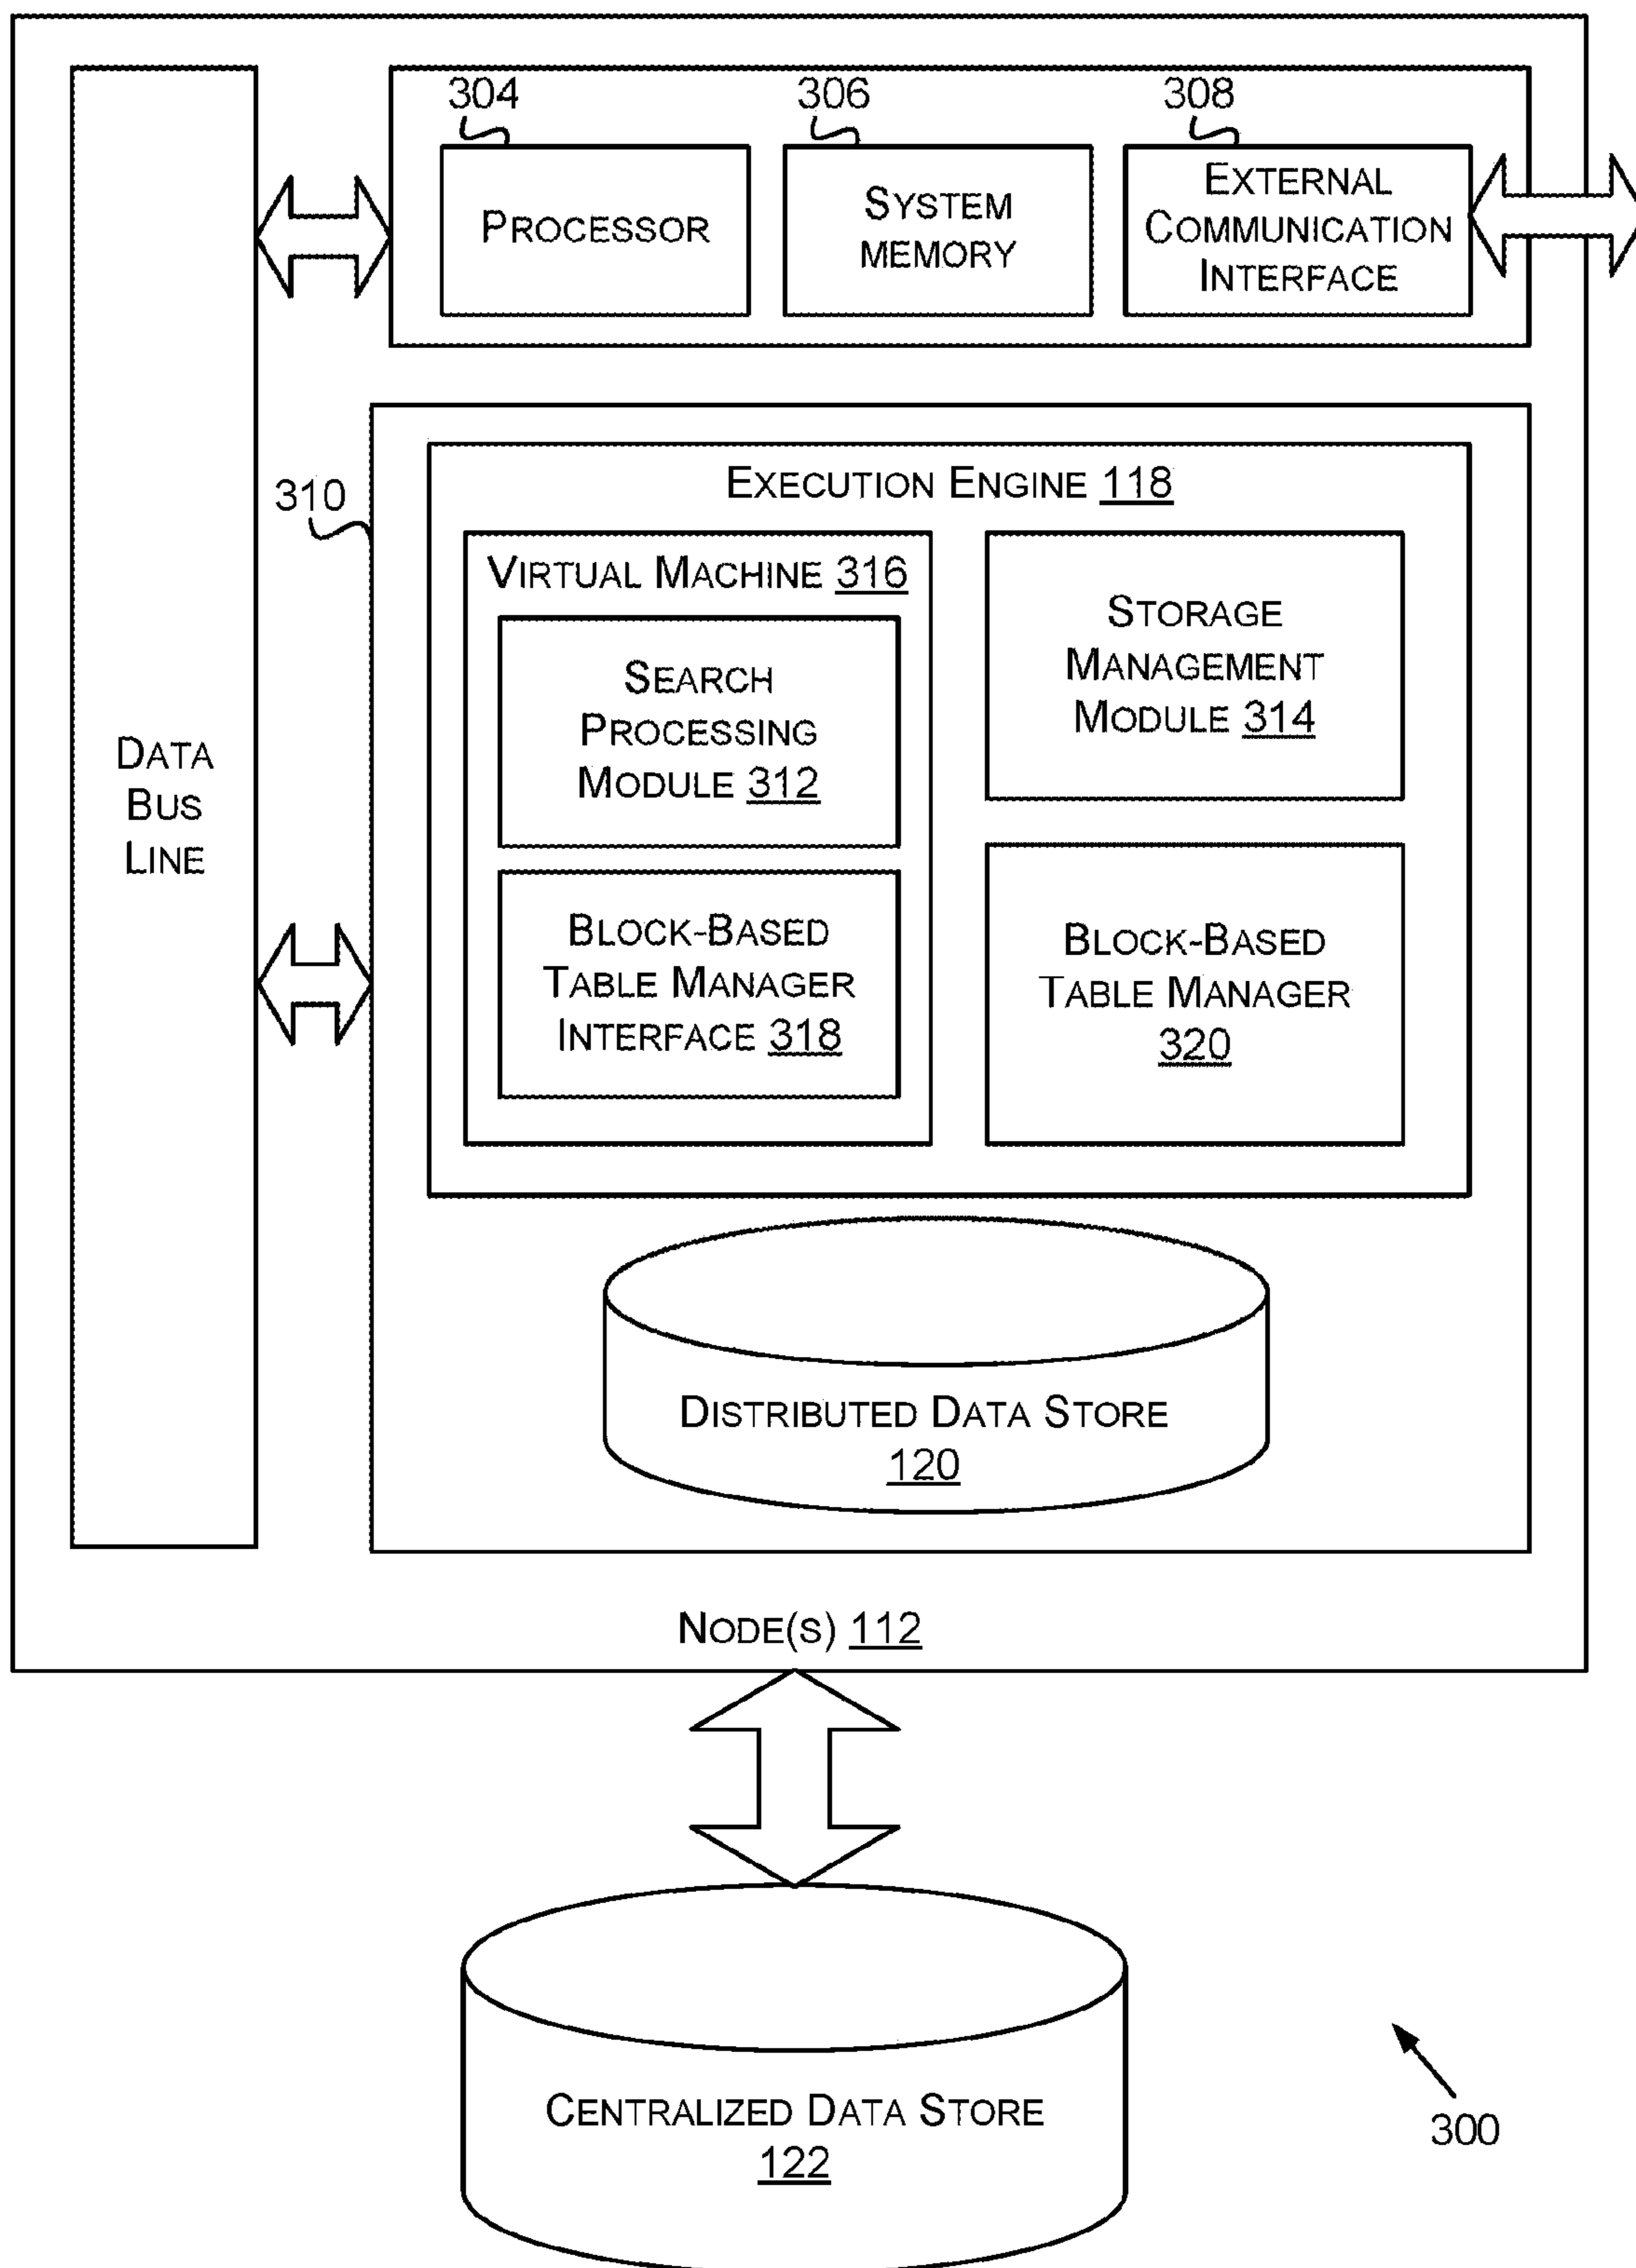 304
306
308
PROCESSOR
SYSTEM
MEMORY
EXTERNAL
COMMUNICATION
INTERFACE
310
EXECUTION ENGINE 118
VIRTUAL MACHINE 316
SEARCH
PROCESSING
MODULE 312
STORAGE
MANAGEMENT
MODULE 314
DATA
BUS
LINE
BLOCK-BASED
TABLE MANAGER
INTERFACE 318
BLOCK-BASED
TABLE MANAGER
320
DISTRIBUTED DATA STORE
120
NODE(S) 112
CENTRALIZED DATA STORE
122
300